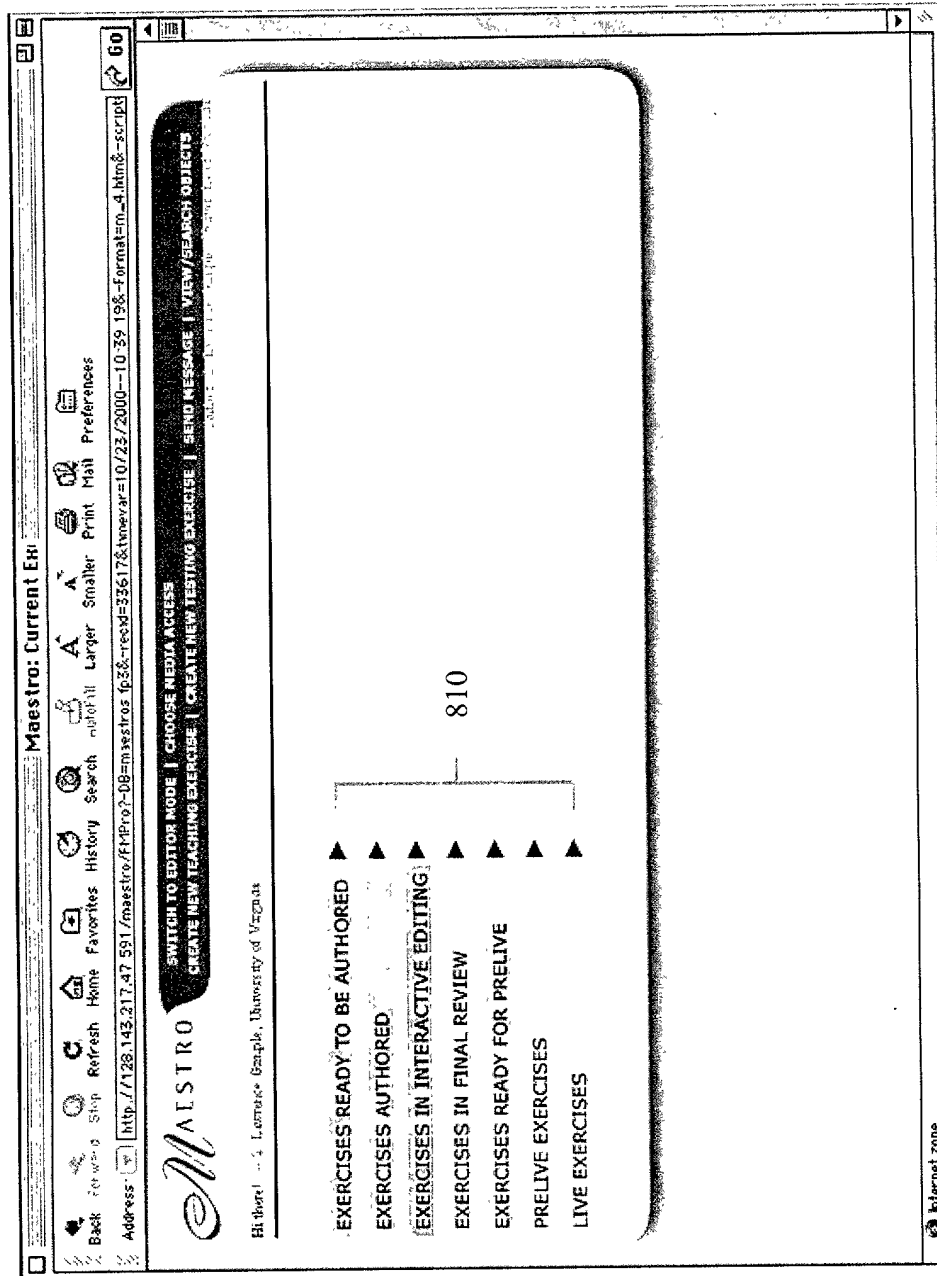 Maestro: Current Exe
Back Forward Stop Refresh Home Favorites History Search AutoFill Larger Smaller Print Mail Preferences
Address: http://128.143.217.47 591/maestro/FMPro?-DB=maestros fp3&-recid=33617&timevar=10/23/2000--10:39 19&-Format=m_4.htm&-script Go
MAESTRO
SWITCH TO EDITOR MODE | CHOOSE MEDIA ACCESS
CREATE NEW TEACHING EXERCISE | CREATE NEW TESTING EXERCISE | SEND MESSAGE | VIEW/SEARCH OBJECTS
Hi there! -- University of Virginia
EXERCISES READY TO BE AUTHORED
EXERCISES AUTHORED
EXERCISES IN INTERACTIVE EDITING
EXERCISES IN FINAL REVIEW
EXERCISES READY FOR PRELIVE
PRELIVE EXERCISES
LIVE EXERCISES
810
Internet zone